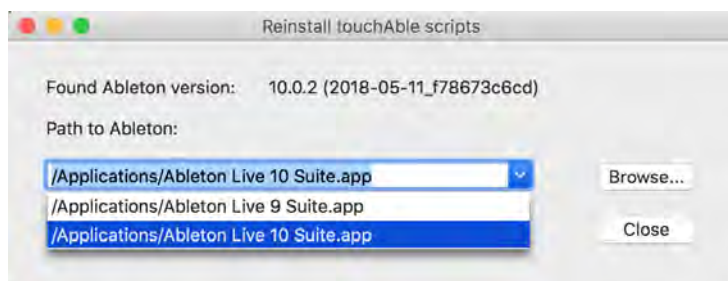 Reinstall touchAble scripts
Found Ableton version: 10.0.2 (2018-05-11_f78673c6cd)
Path to Ableton:
/Applications/Ableton Live 10 Suite.app Browse...
/Applications/Ableton Live 9 Suite.app
/Applications/Ableton Live 10 Suite.app Close